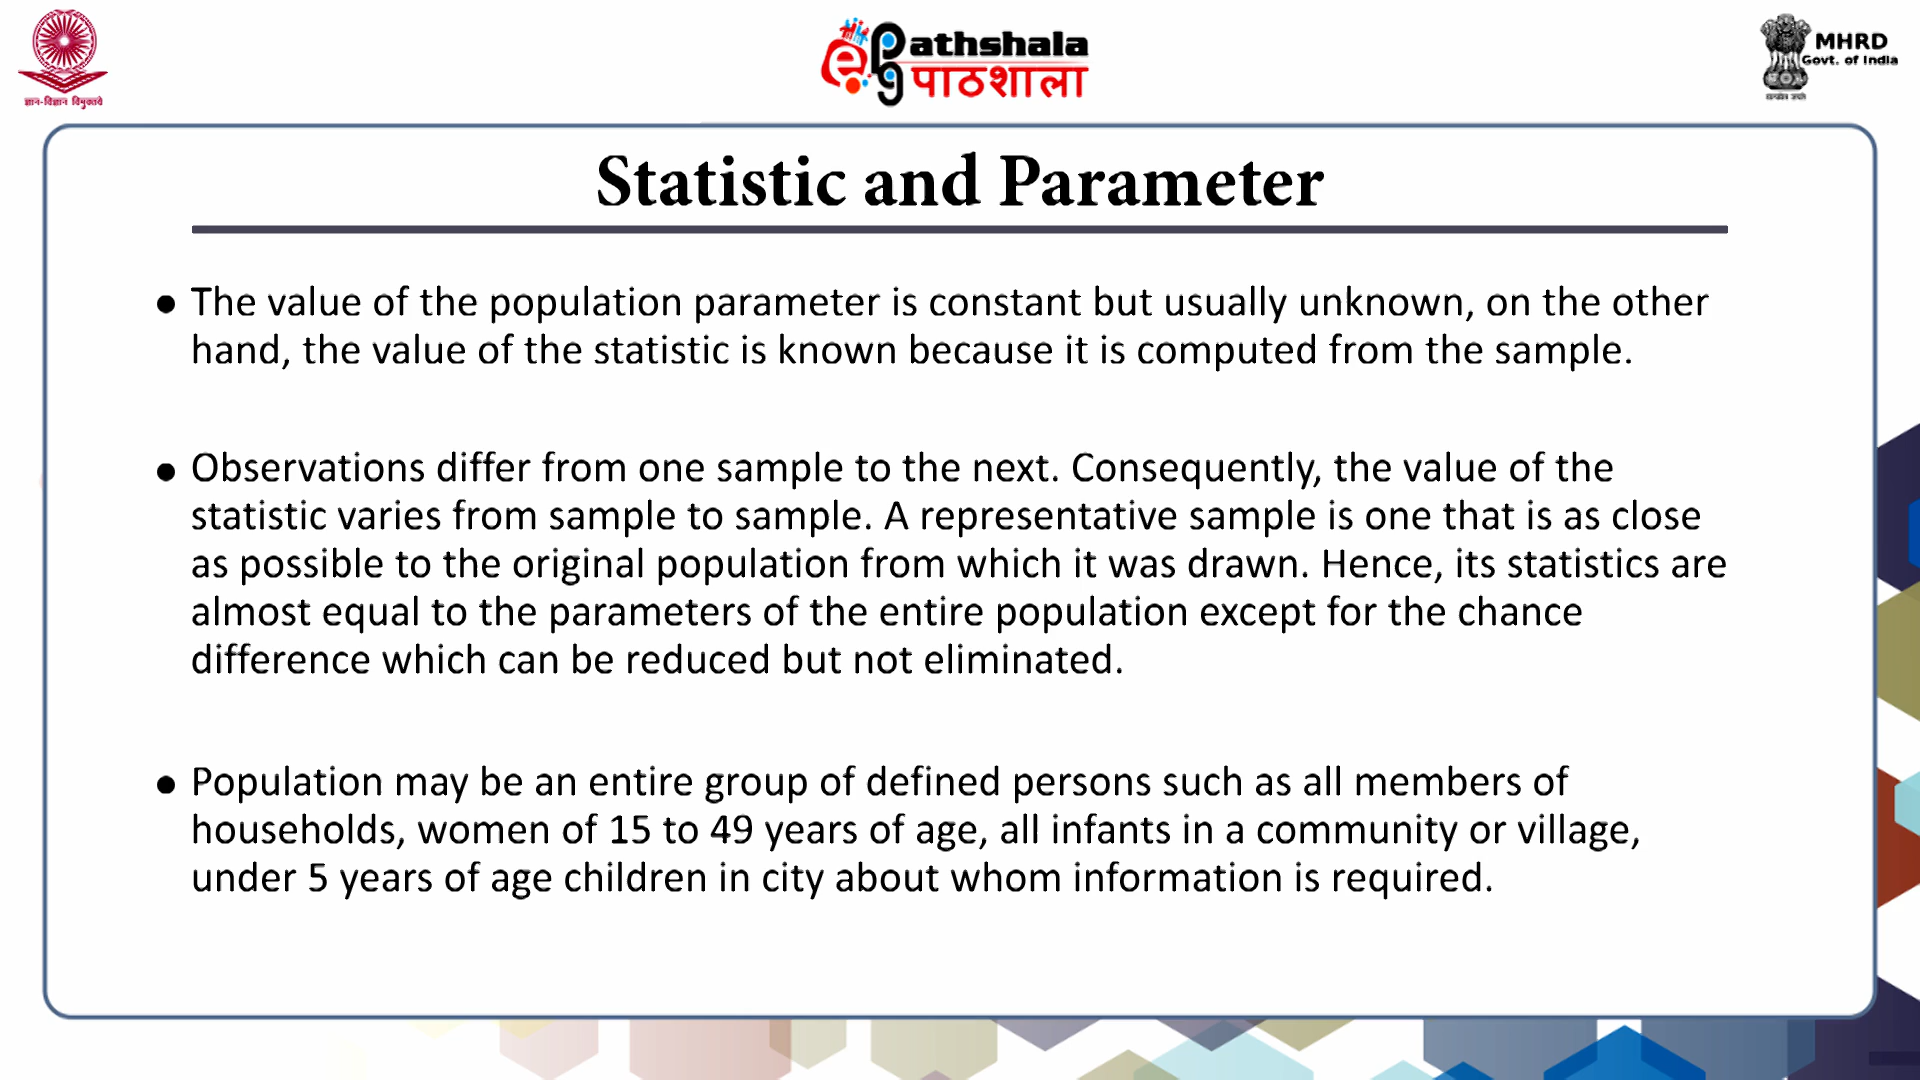 ज्ञान-विज्ञान विमुक्तये
ePG Pathshala
पाठशाला
MHRD
Govt. of India
सत्यमेव जयते
Statistic and Parameter
• The value of the population parameter is constant but usually unknown, on the other
hand, the value of the statistic is known because it is computed from the sample.
• Observations differ from one sample to the next. Consequently, the value of the
statistic varies from sample to sample. A representative sample is one that is as close
as possible to the original population from which it was drawn. Hence, its statistics are
almost equal to the parameters of the entire population except for the chance
difference which can be reduced but not eliminated.
• Population may be an entire group of defined persons such as all members of
households, women of 15 to 49 years of age, all infants in a community or village,
under 5 years of age children in city about whom information is required.